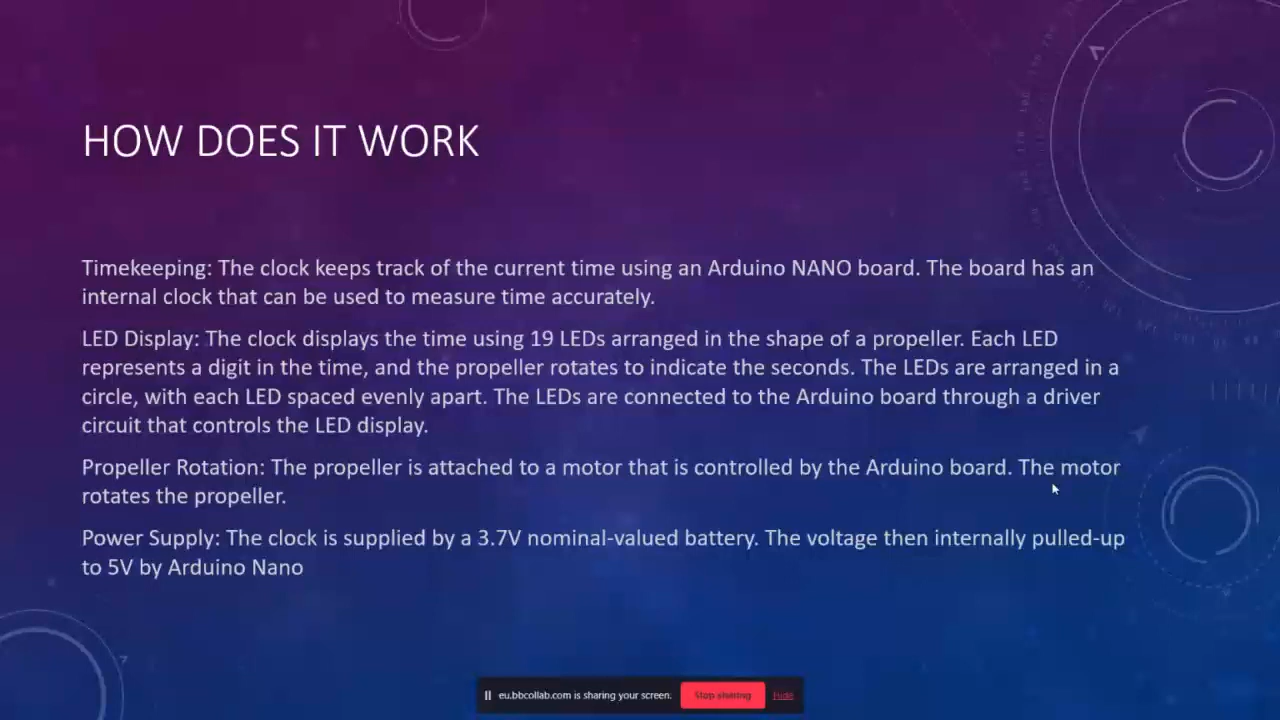 HOW DOES IT WORK
Timekeeping: The clock keeps track of the current time using an Arduino NANO board. The board has an
internal clock that can be used to measure time accurately.
LED Display: The clock displays the time using 19 LEDs arranged in the shape of a propeller. Each LED
represents a digit in the time, and the propeller rotates to indicate the seconds. The LEDs are arranged in a
circle, with each LED spaced evenly apart. The LEDs are connected to the Arduino board through a driver
circuit that controls the LED display.
Propeller Rotation: The propeller is attached to a motor that is controlled by the Arduino board. The motor
rotates the propeller.
Power Supply: The clock is supplied by a 3.7V nominal-valued battery. The voltage then internally pulled-up
to 5V by Arduino Nano
eu.bbcollab.com is sharing your screen. Stop sharing Hide